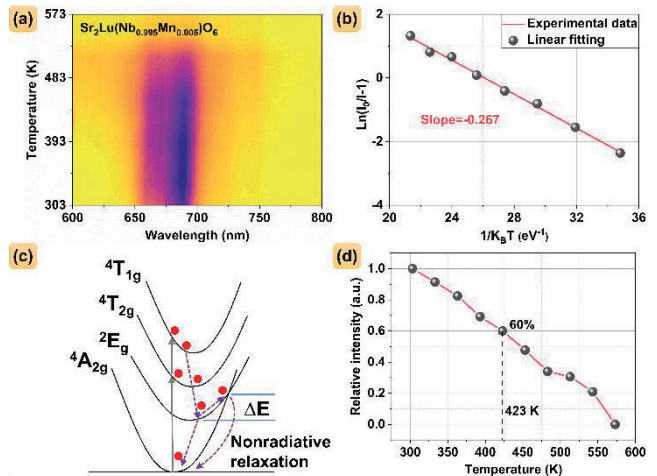 (a)
Sr₂Lu(Nb₀.₉₉₅Mn₀.₀₀₅)O₆
573
483
393
303
Temperature (K)
600
650
700
750
800
Wavelength (nm)
(b)
Experimental data
Linear fitting
4
2
0
-2
-4
Ln(I₀/I-1)
Slope=-0.267
20
24
28
32
36
1/K_BT (eV⁻¹)
(c)
⁴T₁g
⁴T₂g
²Eg
⁴A₂g
ΔE
Nonradiative
relaxation
(d)
1.0
0.8
0.6
0.4
0.2
0.0
Relative intensity (a.u.)
60%
423 K
300
350
400
450
500
550
Temperature (K)